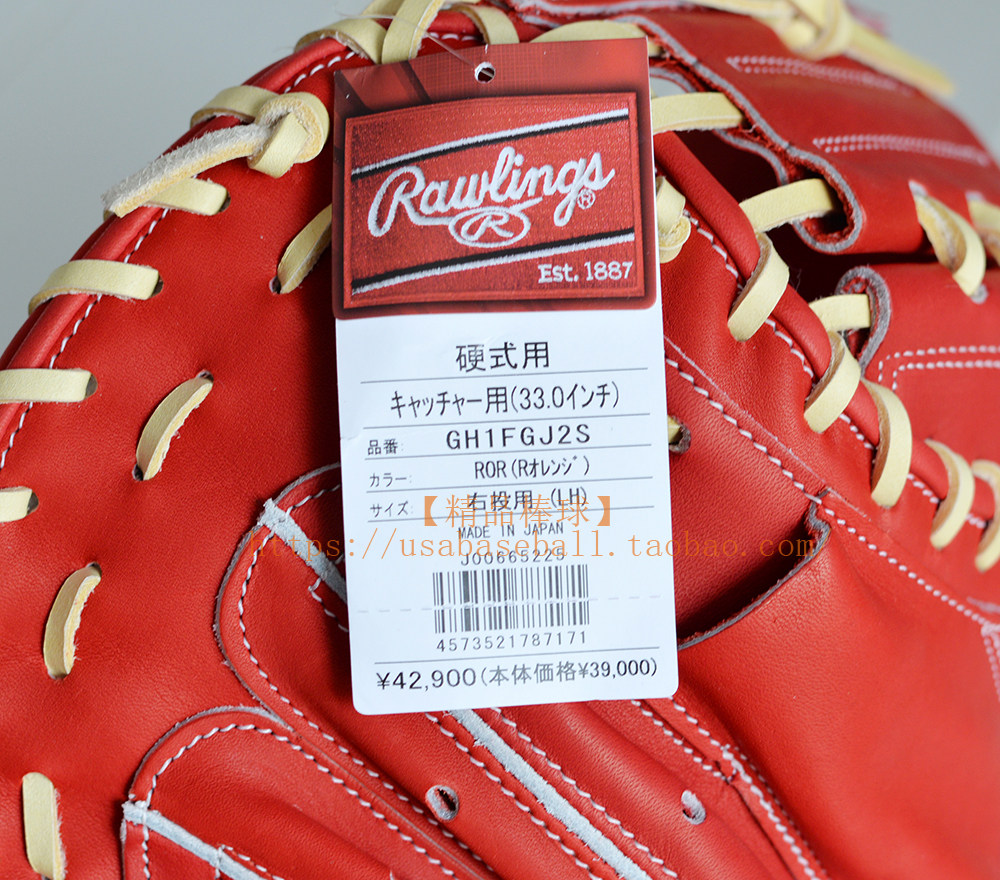 Rawlings
R
Est. 1887
硬式用
キャッチャー用(33.0インチ)
品番: GH1FGJ2S
カラー: ROR(Rオレンジ)
サイズ: 右投用 (LH)
【精品棒球】
MADE IN JAPAN
https://usabaseball.taobao.com
J00665225
4573521787171
¥42,900(本体価格¥39,000)